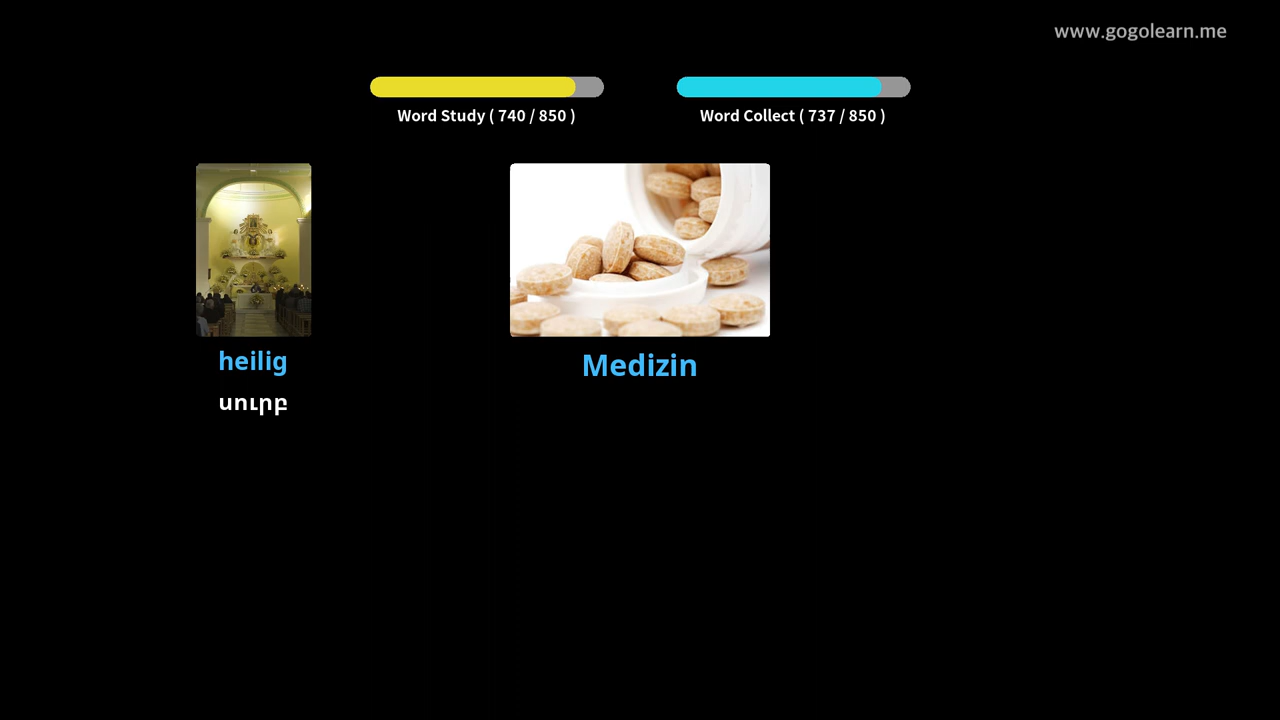 www.gogolearn.me
Word Study ( 740 / 850 )
Word Collect ( 737 / 850 )
heilig
սուրբ
Medizin